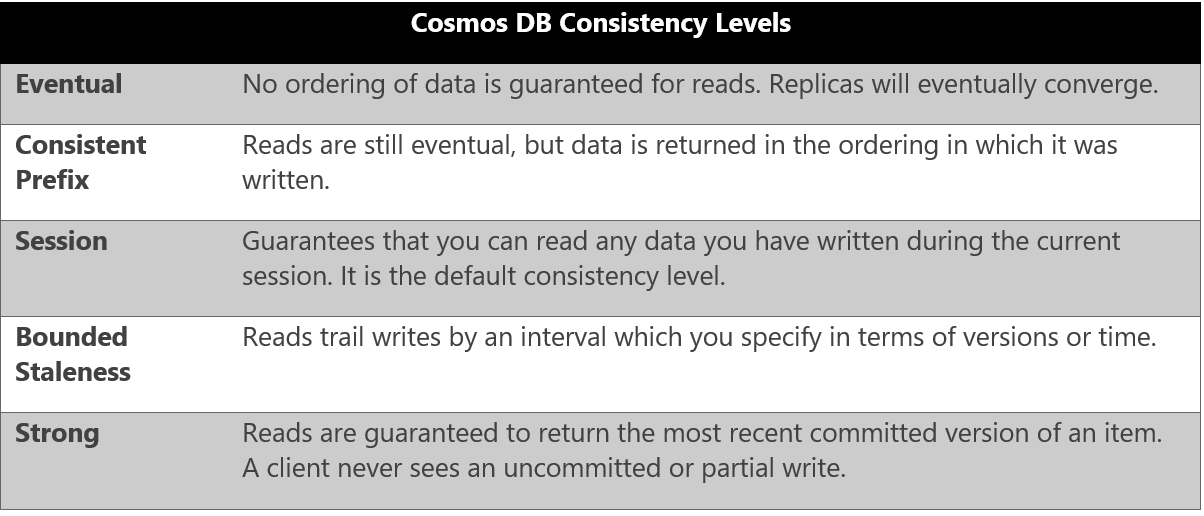 Cosmos DB Consistency Levels
Eventual No ordering of data is guaranteed for reads. Replicas will eventually converge.
Consistent Prefix Reads are still eventual, but data is returned in the ordering in which it was
written.
Session Guarantees that you can read any data you have written during the current
session. It is the default consistency level.
Bounded Staleness Reads trail writes by an interval which you specify in terms of versions or time.
Strong Reads are guaranteed to return the most recent committed version of an item.
A client never sees an uncommitted or partial write.